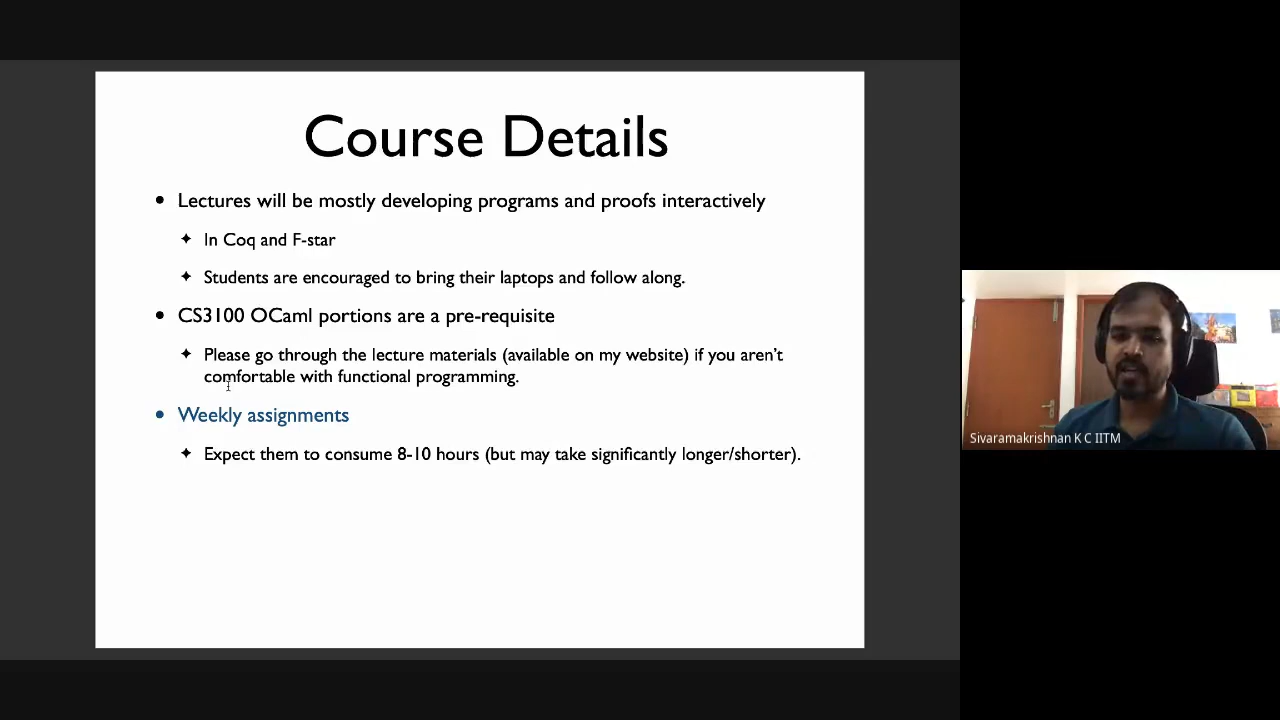 Course Details
• Lectures will be mostly developing programs and proofs interactively
✦ In Coq and F-star
✦ Students are encouraged to bring their laptops and follow along.
• CS3100 OCaml portions are a pre-requisite
✦ Please go through the lecture materials (available on my website) if you aren't
comfortable with functional programming.
• Weekly assignments
✦ Expect them to consume 8-10 hours (but may take significantly longer/shorter).
Sivaramakrishnan K C IITM